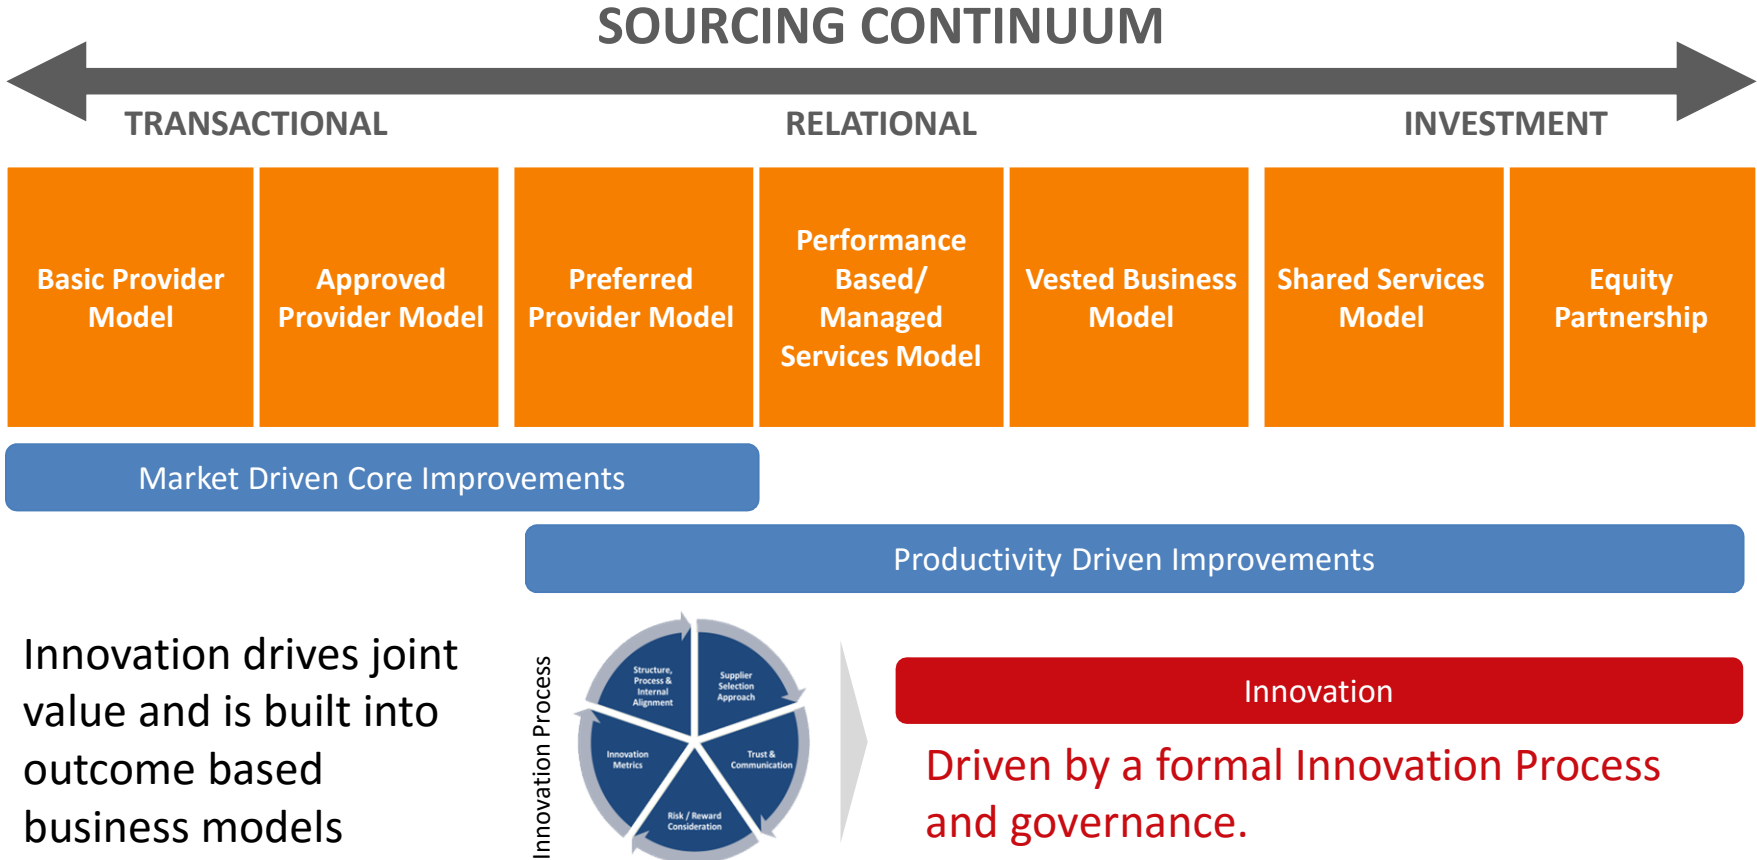 SOURCING CONTINUUM
TRANSACTIONAL
RELATIONAL
INVESTMENT
Basic Provider
Model
Approved
Provider Model
Preferred
Provider Model
Performance
Based/
Managed
Services Model
Vested Business
Model
Shared Services
Model
Equity
Partnership
Market Driven Core Improvements
Productivity Driven Improvements
Innovation drives joint
value and is built into
outcome based
business models
Innovation Process
Structure,
Process &
Internal
Alignment
Supplier
Selection
Approach
Trust &
Communication
Risk / Reward
Consideration
Innovation
Metrics
Innovation
Driven by a formal Innovation Process
and governance.